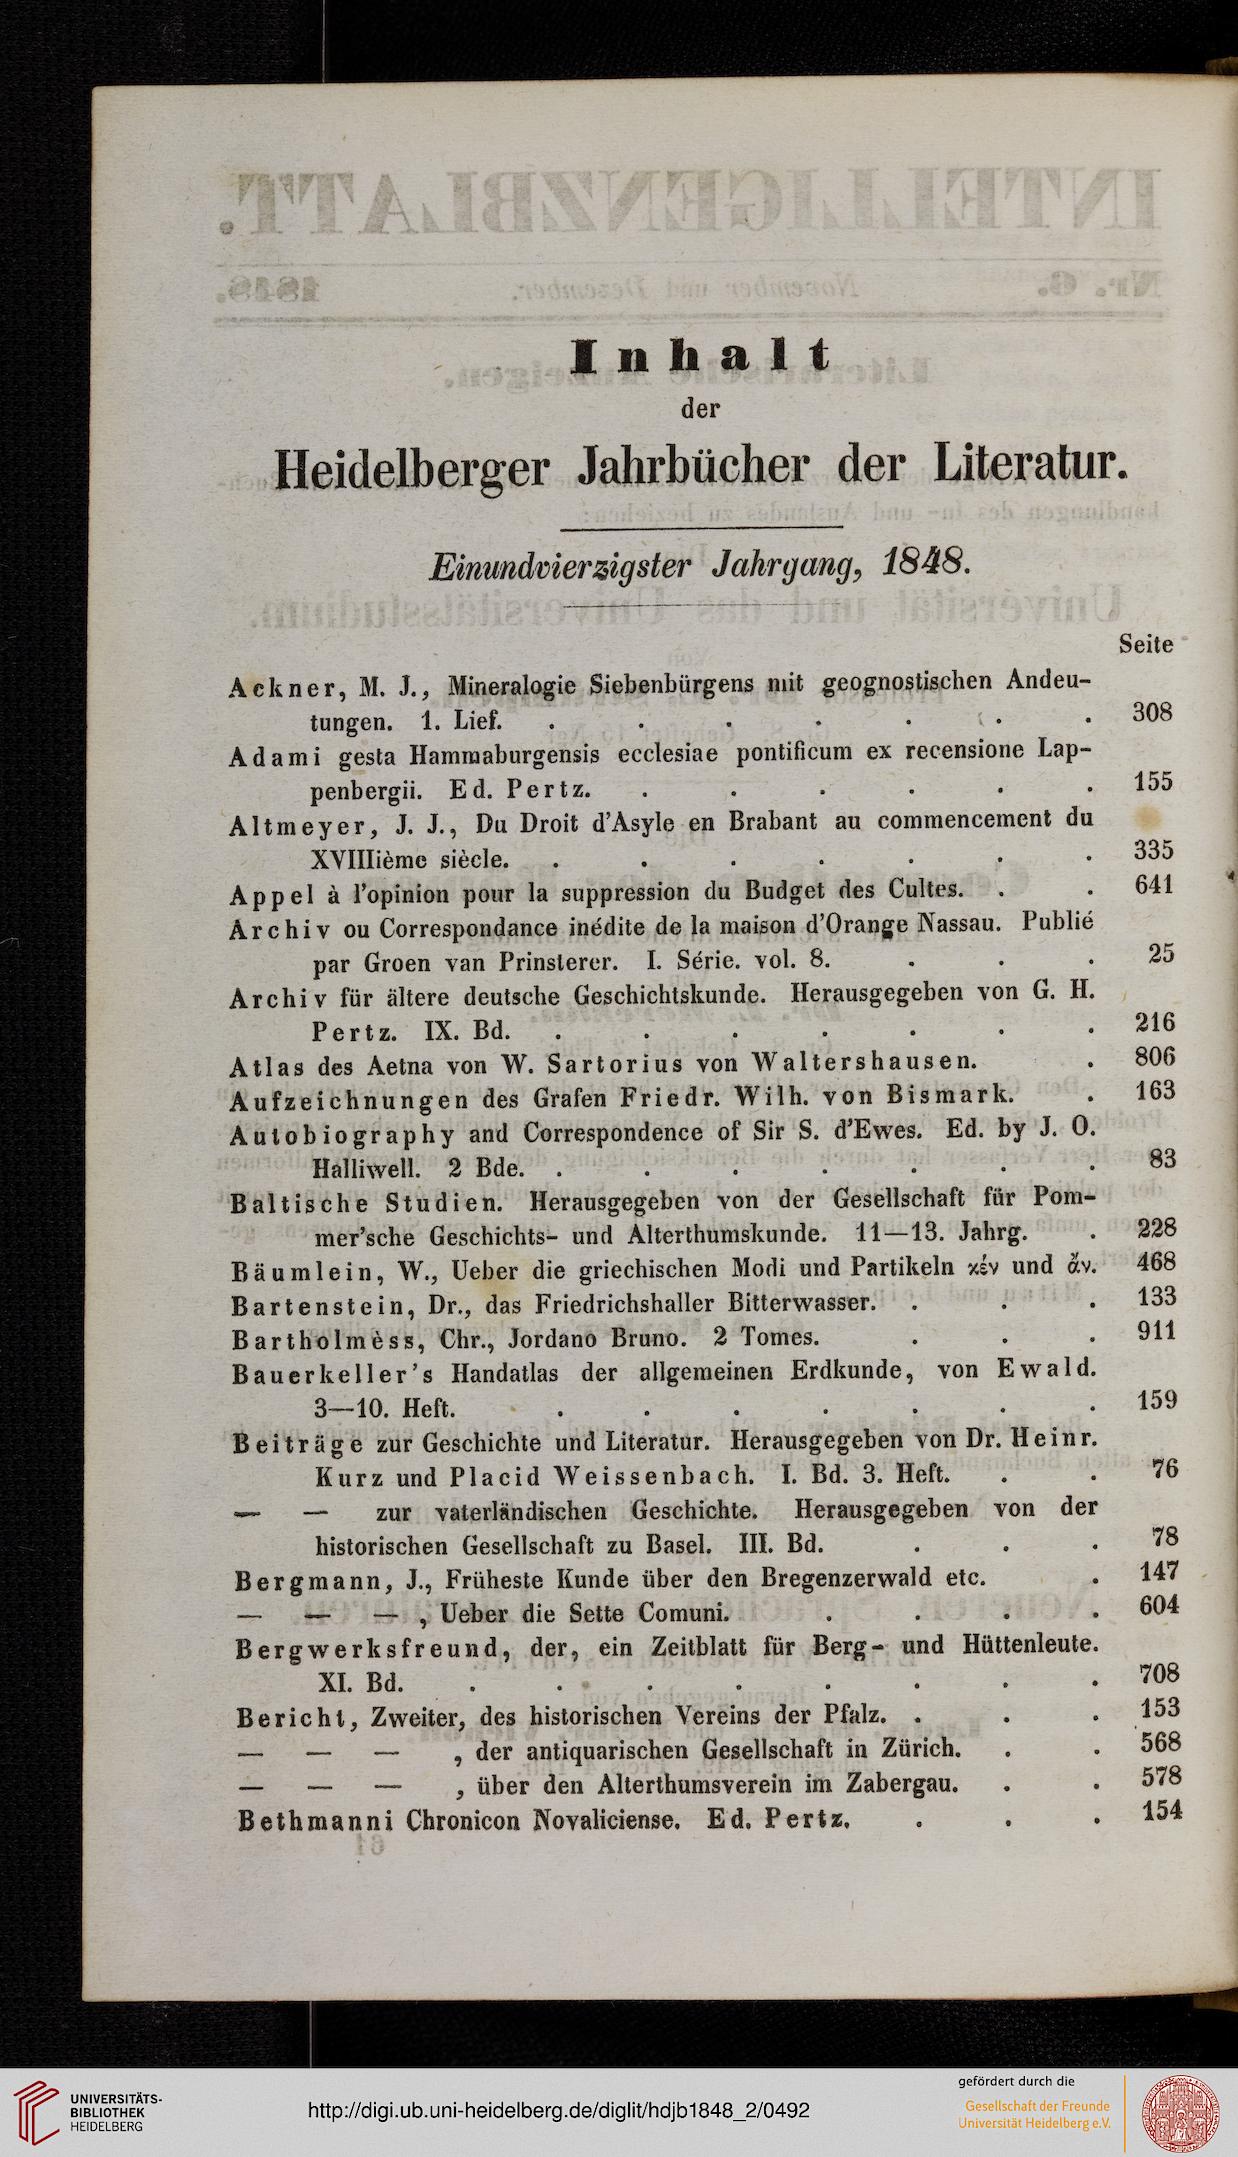 Inhalt
der
Heidelberger Jahrbücher der Literatur.
Einundvierzigster Jahrgang, 1848.
Seite
Ackner, M. J., Mineralogie Siebenbürgens mit geognostischen Andeu-
tungen. 1. Lief. . . . . . . . 308
Adami gesta Hammaburgensis ecclesiae pontificum ex recensione Lap-
penbergii. Ed. Pertz. . . . . . . 155
Altmeyer, J. J., Du Droit d'Asyle en Brabant au commencement du
XVIIIième siècle. . . . . . . . 335
Appel à l'opinion pour la suppression du Budget des Cultes. . . 641
Archiv ou Correspondance inédite de la maison d'Orange Nassau. Publié
par Groen van Prinsterer. I. Série. vol. 8. . . . 25
Archiv für ältere deutsche Geschichtskunde. Herausgegeben von G. H.
Pertz. IX. Bd. . . . . . . . 216
Atlas des Aetna von W. Sartorius von Waltershausen. . 806
Aufzeichnungen des Grafen Friedr. Wilh. von Bismark. . 163
Autobiography and Correspondence of Sir S. d'Ewes. Ed. by J. O.
Halliwell. 2 Bde. . . . . . . . 83
Baltische Studien. Herausgegeben von der Gesellschaft für Pom-
mer'sche Geschichts- und Alterthumskunde. 11—13. Jahrg. . 228
Bäumlein, W., Ueber die griechischen Modi und Partikeln κέν und ἄν. 468
Bartenstein, Dr., das Friedrichshaller Bitterwasser. . . . 133
Bartholmèss, Chr., Jordano Bruno. 2 Tomes. . . . 911
Bauerkeller's Handatlas der allgemeinen Erdkunde, von Ewald.
3—10. Heft. . . . . . . . 159
Beiträge zur Geschichte und Literatur. Herausgegeben von Dr. Heinr.
Kurz und Placid Weissenbach. I. Bd. 3. Heft. . . 76
— — zur vaterländischen Geschichte. Herausgegeben von der
historischen Gesellschaft zu Basel. III. Bd. . . . 78
Bergmann, J., Früheste Kunde über den Bregenzerwald etc. . 147
— — — , Ueber die Sette Comuni. . . . . 604
Bergwerksfreund, der, ein Zeitblatt für Berg- und Hüttenleute.
XI. Bd. . . . . . . . . 708
Bericht, Zweiter, des historischen Vereins der Pfalz. . . . 153
— — — , der antiquarischen Gesellschaft in Zürich. . . 568
— — — , über den Alterthumsverein im Zabergau. . . 578
Bethmanni Chronicon Novaliciense. Ed. Pertz. . . . 154
UNIVERSITÄTS-
BIBLIOTHEK
HEIDELBERG
http://digi.ub.uni-heidelberg.de/diglit/hdjb1848_2/0492
gefördert durch die
Gesellschaft der Freunde
Universität Heidelberg e.V.